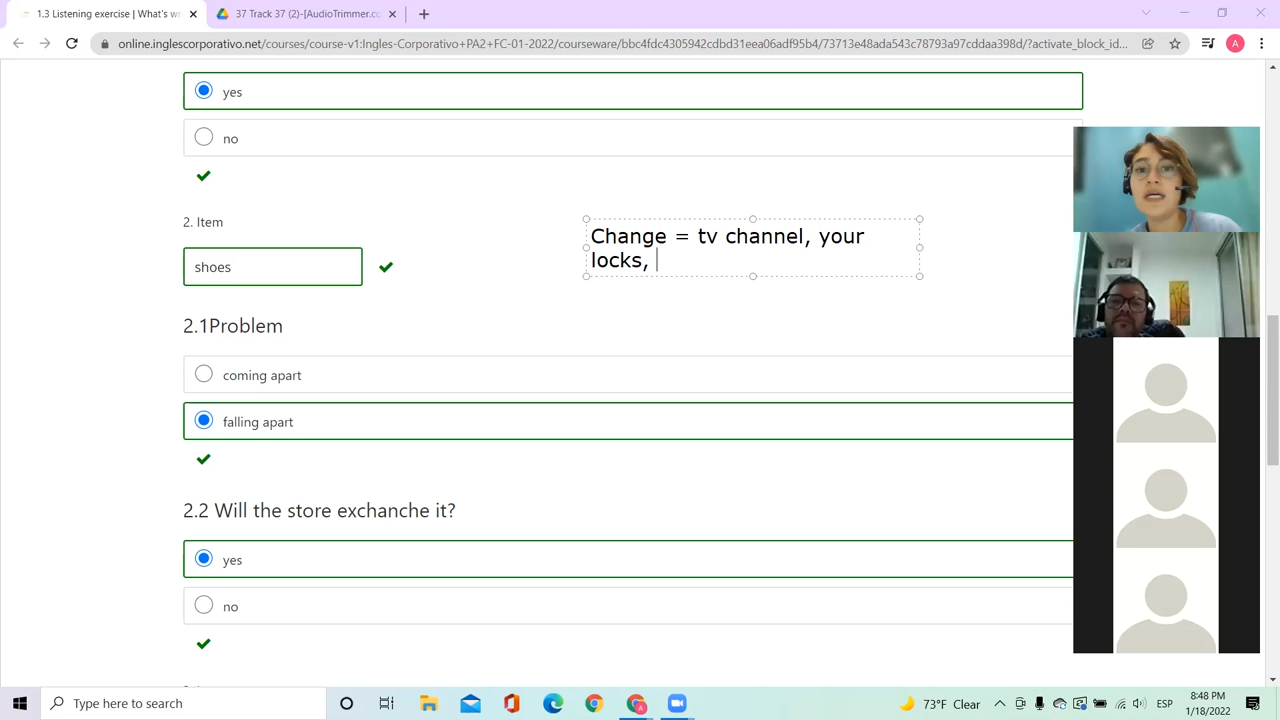 1.3 Listening exercise | What's wr
37 Track 37 (2)-[AudioTrimmer.co
online.inglescorporativo.net/courses/course-v1:Ingles-Corporativo+PA2+FC-01-2022/courseware/bbc4fdc4305942cdbd31eea06adf95b4/73713e48ada543c78793a97cddaa398d/?activate_block_id...
A
yes
no
2. Item
shoes
Change = tv channel, your
locks,
2.1Problem
coming apart
falling apart
2.2 Will the store exchanche it?
yes
no
Type here to search
73°F Clear
ESP
8:48 PM
1/18/2022